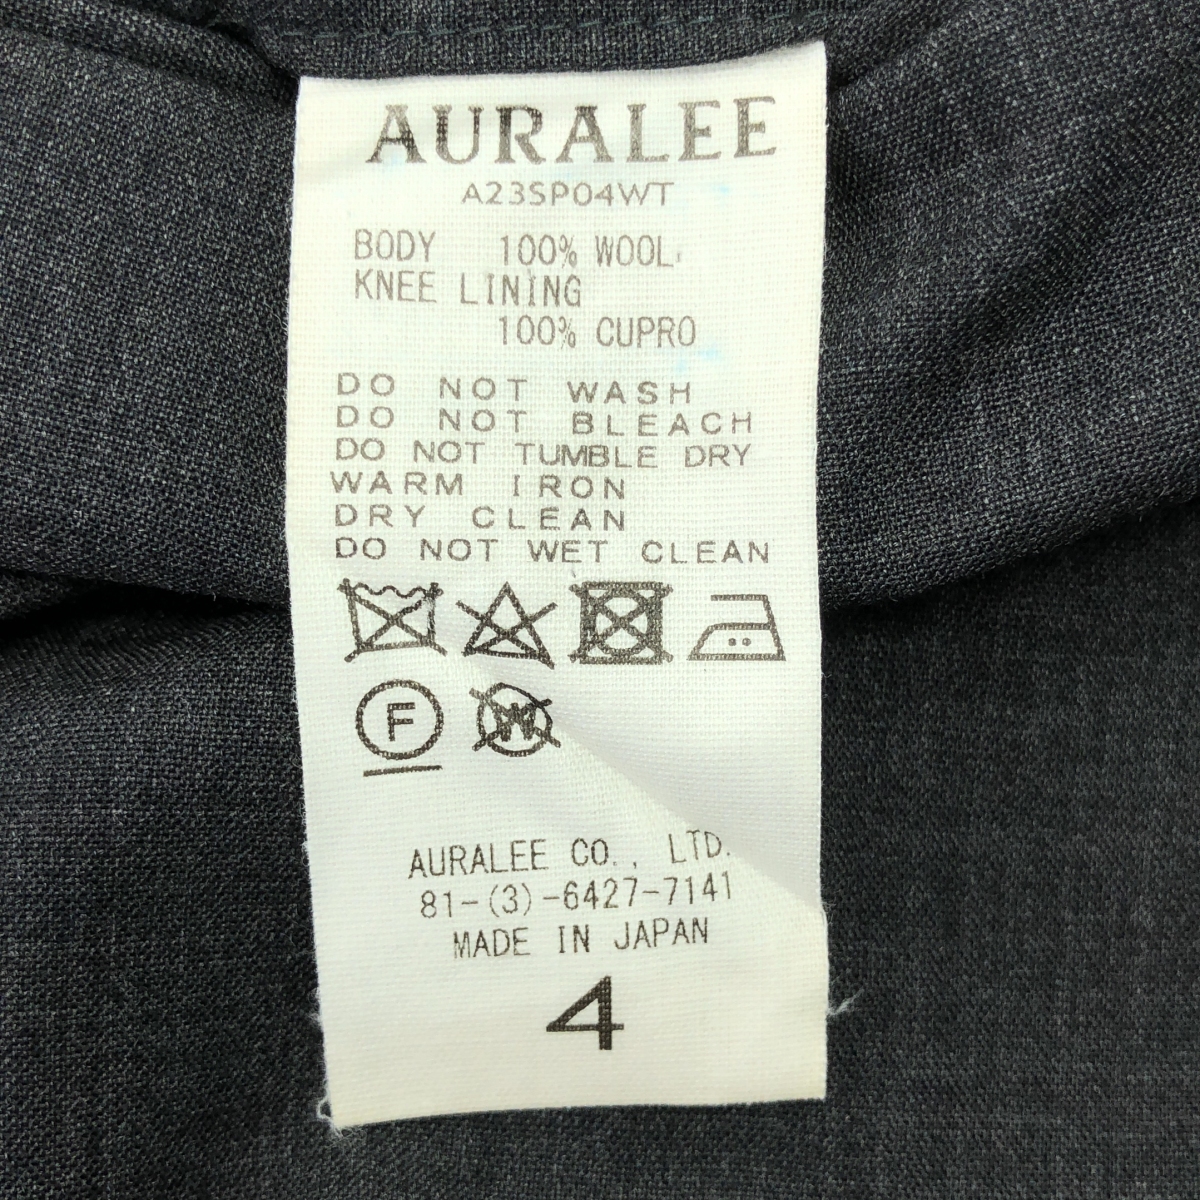 AURALEE
A23SP04WT
BODY 100% WOOL
KNEE LINING
100% CUPRO
DO NOT WASH
DO NOT BLEACH
DO NOT TUMBLE DRY
WARM IRON
DRY CLEAN
DO NOT WET CLEAN
F W
AURALEE CO., LTD.
81-(3)-6427-7141
MADE IN JAPAN
4